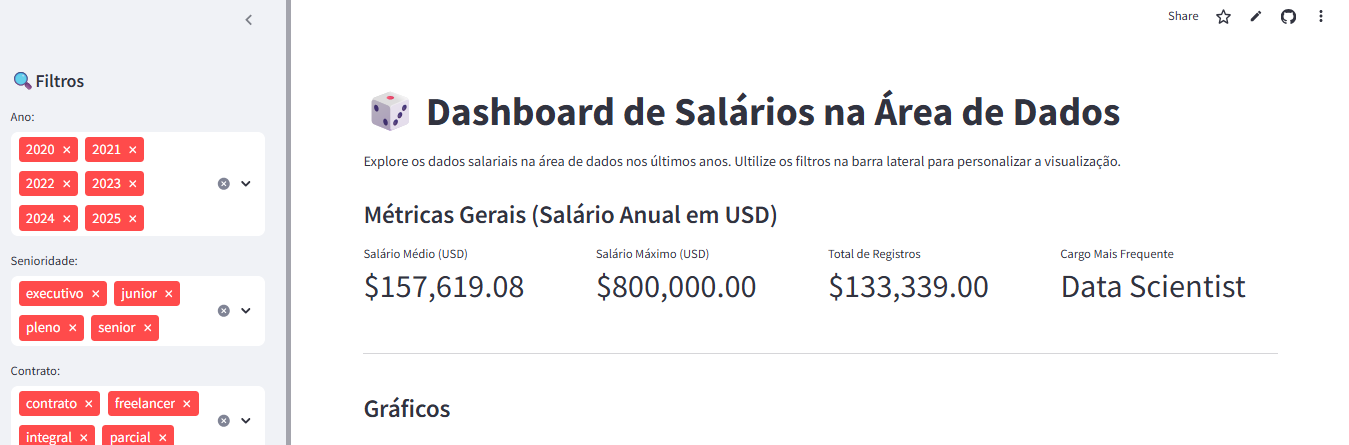 Share
Filtros
Ano:
2020 × 2021 ×
2022 × 2023 ×
2024 × 2025 ×
Senioridade:
executivo × junior ×
pleno × senior ×
Contrato:
contrato × freelancer ×
integral × parcial ×
Dashboard de Salários na Área de Dados
Explore os dados salariais na área de dados nos últimos anos. Ultilize os filtros na barra lateral para personalizar a visualização.
Métricas Gerais (Salário Anual em USD)
Salário Médio (USD)
$157,619.08
Salário Máximo (USD)
$800,000.00
Total de Registros
$133,339.00
Cargo Mais Frequente
Data Scientist
Gráficos